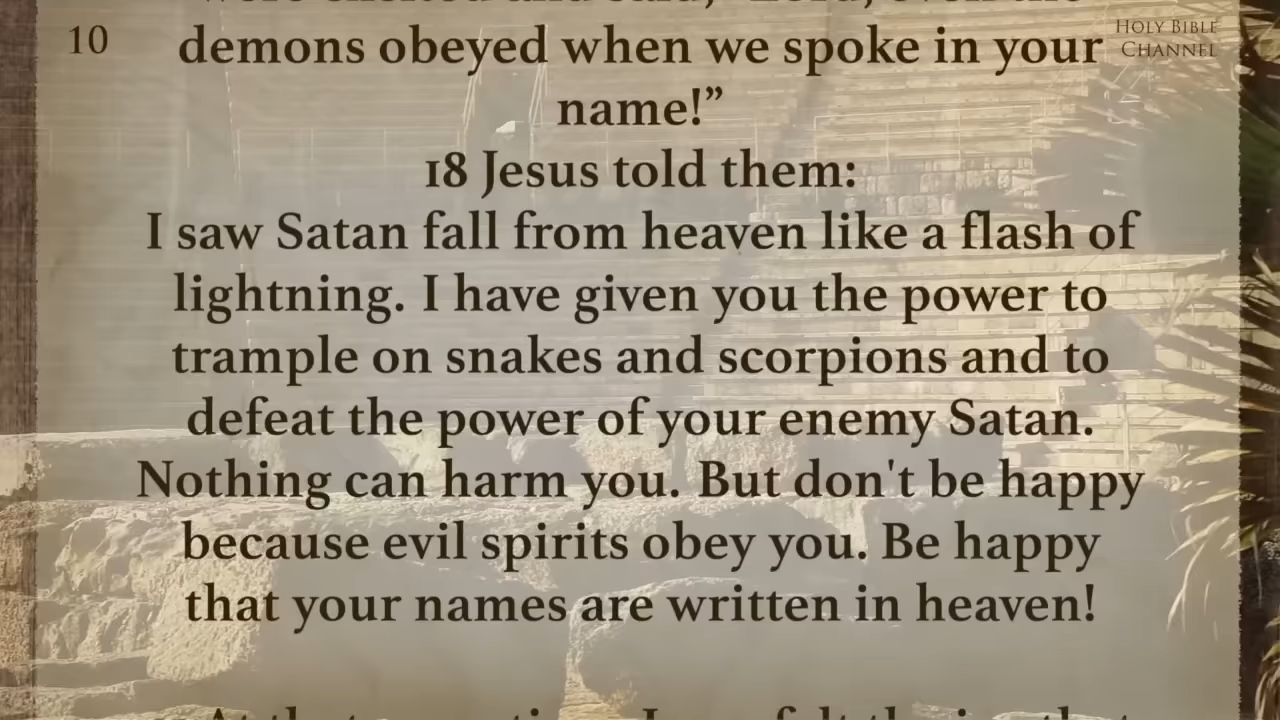 10
HOLY BIBLE
CHANNEL
demons obeyed when we spoke in your
name!”
18 Jesus told them:
I saw Satan fall from heaven like a flash of
lightning. I have given you the power to
trample on snakes and scorpions and to
defeat the power of your enemy Satan.
Nothing can harm you. But don't be happy
because evil spirits obey you. Be happy
that your names are written in heaven!